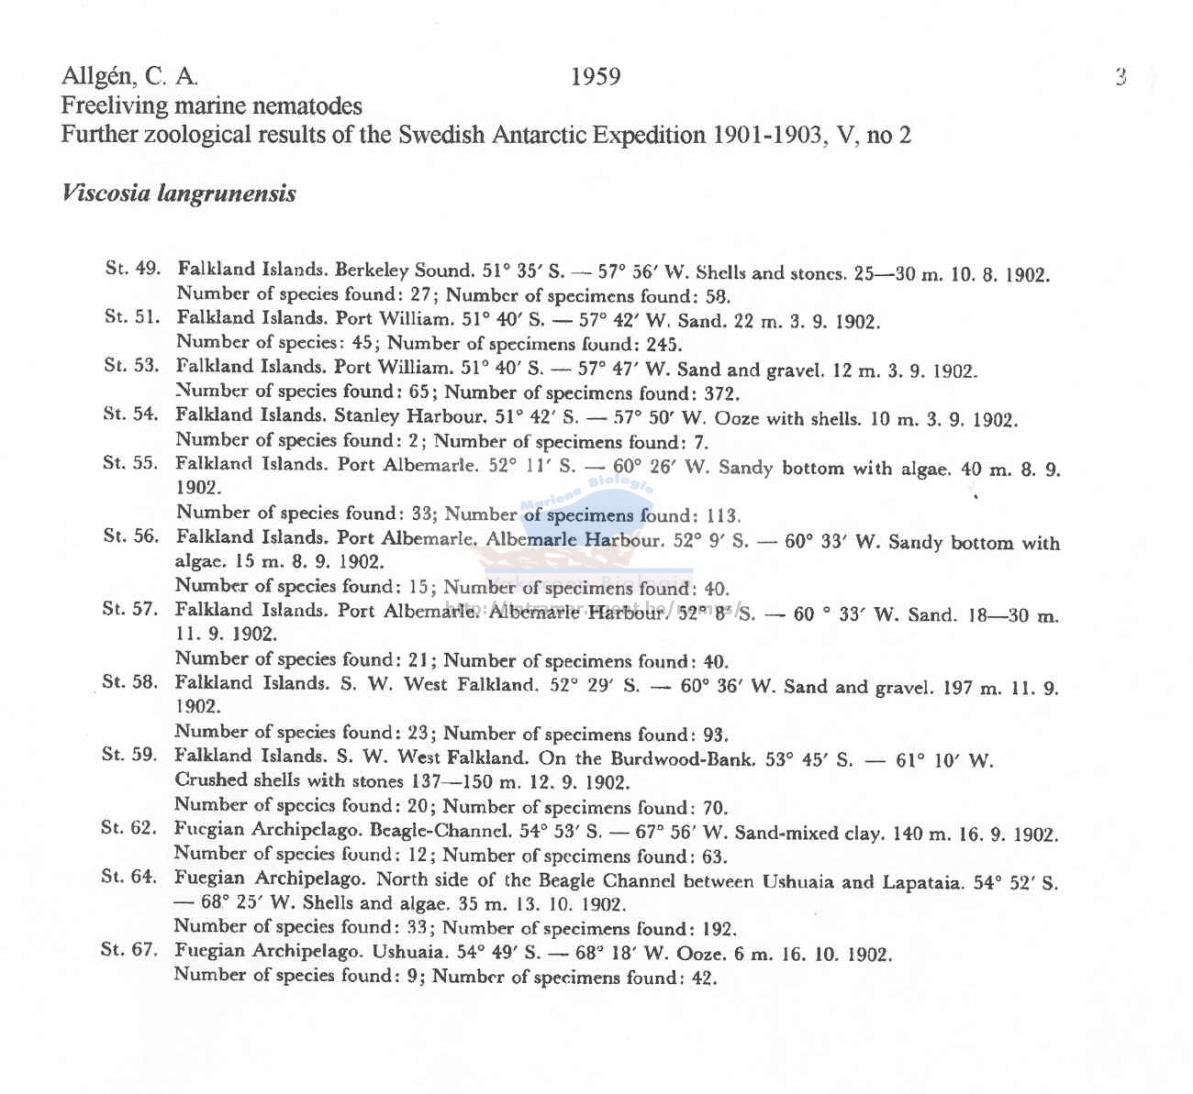 Allgén, C. A. 1959 3
Freeliving marine nematodes
Further zoological results of the Swedish Antarctic Expedition 1901-1903, V, no 2
Viscosia langrunensis
St. 49. Falkland Islands. Berkeley Sound. 51° 35′ S. — 57° 56′ W. Shells and stones. 25—30 m. 10. 8. 1902.
Number of species found: 27; Number of specimens found: 58.
St. 51. Falkland Islands. Port William. 51° 40′ S. — 57° 42′ W. Sand. 22 m. 3. 9. 1902.
Number of species: 45; Number of specimens found: 245.
St. 53. Falkland Islands. Port William. 51° 40′ S. — 57° 47′ W. Sand and gravel. 12 m. 3. 9. 1902.
Number of species found: 65; Number of specimens found: 372.
St. 54. Falkland Islands. Stanley Harbour. 51° 42′ S. — 57° 50′ W. Ooze with shells. 10 m. 3. 9. 1902.
Number of species found: 2; Number of specimens found: 7.
St. 55. Falkland Islands. Port Albemarle. 52° 11′ S. — 60° 26′ W. Sandy bottom with algae. 40 m. 8. 9.
1902.
Mariene Biologie
Number of species found: 33; Number of specimens found: 113.
St. 56. Falkland Islands. Port Albemarle. Albemarle Harbour. 52° 9′ S. — 60° 33′ W. Sandy bottom with
algae. 15 m. 8. 9. 1902.
Number of species found: 15; Number of specimens found: 40.
St. 57. Falkland Islands. Port Albemarle. Albemarle Harbour. 52° 8° S. — 60 ° 33′ W. Sand. 18—30 m.
11. 9. 1902.
Number of species found: 21; Number of specimens found: 40.
St. 58. Falkland Islands. S. W. West Falkland. 52° 29′ S. — 60° 36′ W. Sand and gravel. 197 m. 11. 9.
1902.
Number of species found: 23; Number of specimens found: 93.
St. 59. Falkland Islands. S. W. West Falkland. On the Burdwood-Bank. 53° 45′ S. — 61° 10′ W.
Crushed shells with stones 137—150 m. 12. 9. 1902.
Number of species found: 20; Number of specimens found: 70.
St. 62. Fuegian Archipelago. Beagle-Channel. 54° 53′ S. — 67° 56′ W. Sand-mixed clay. 140 m. 16. 9. 1902.
Number of species found: 12; Number of specimens found: 63.
St. 64. Fuegian Archipelago. North side of the Beagle Channel between Ushuaia and Lapataia. 54° 52′ S.
— 68° 25′ W. Shells and algae. 35 m. 13. 10. 1902.
Number of species found: 33; Number of specimens found: 192.
St. 67. Fuegian Archipelago. Ushuaia. 54° 49′ S. — 68° 18′ W. Ooze. 6 m. 16. 10. 1902.
Number of species found: 9; Number of specimens found: 42.